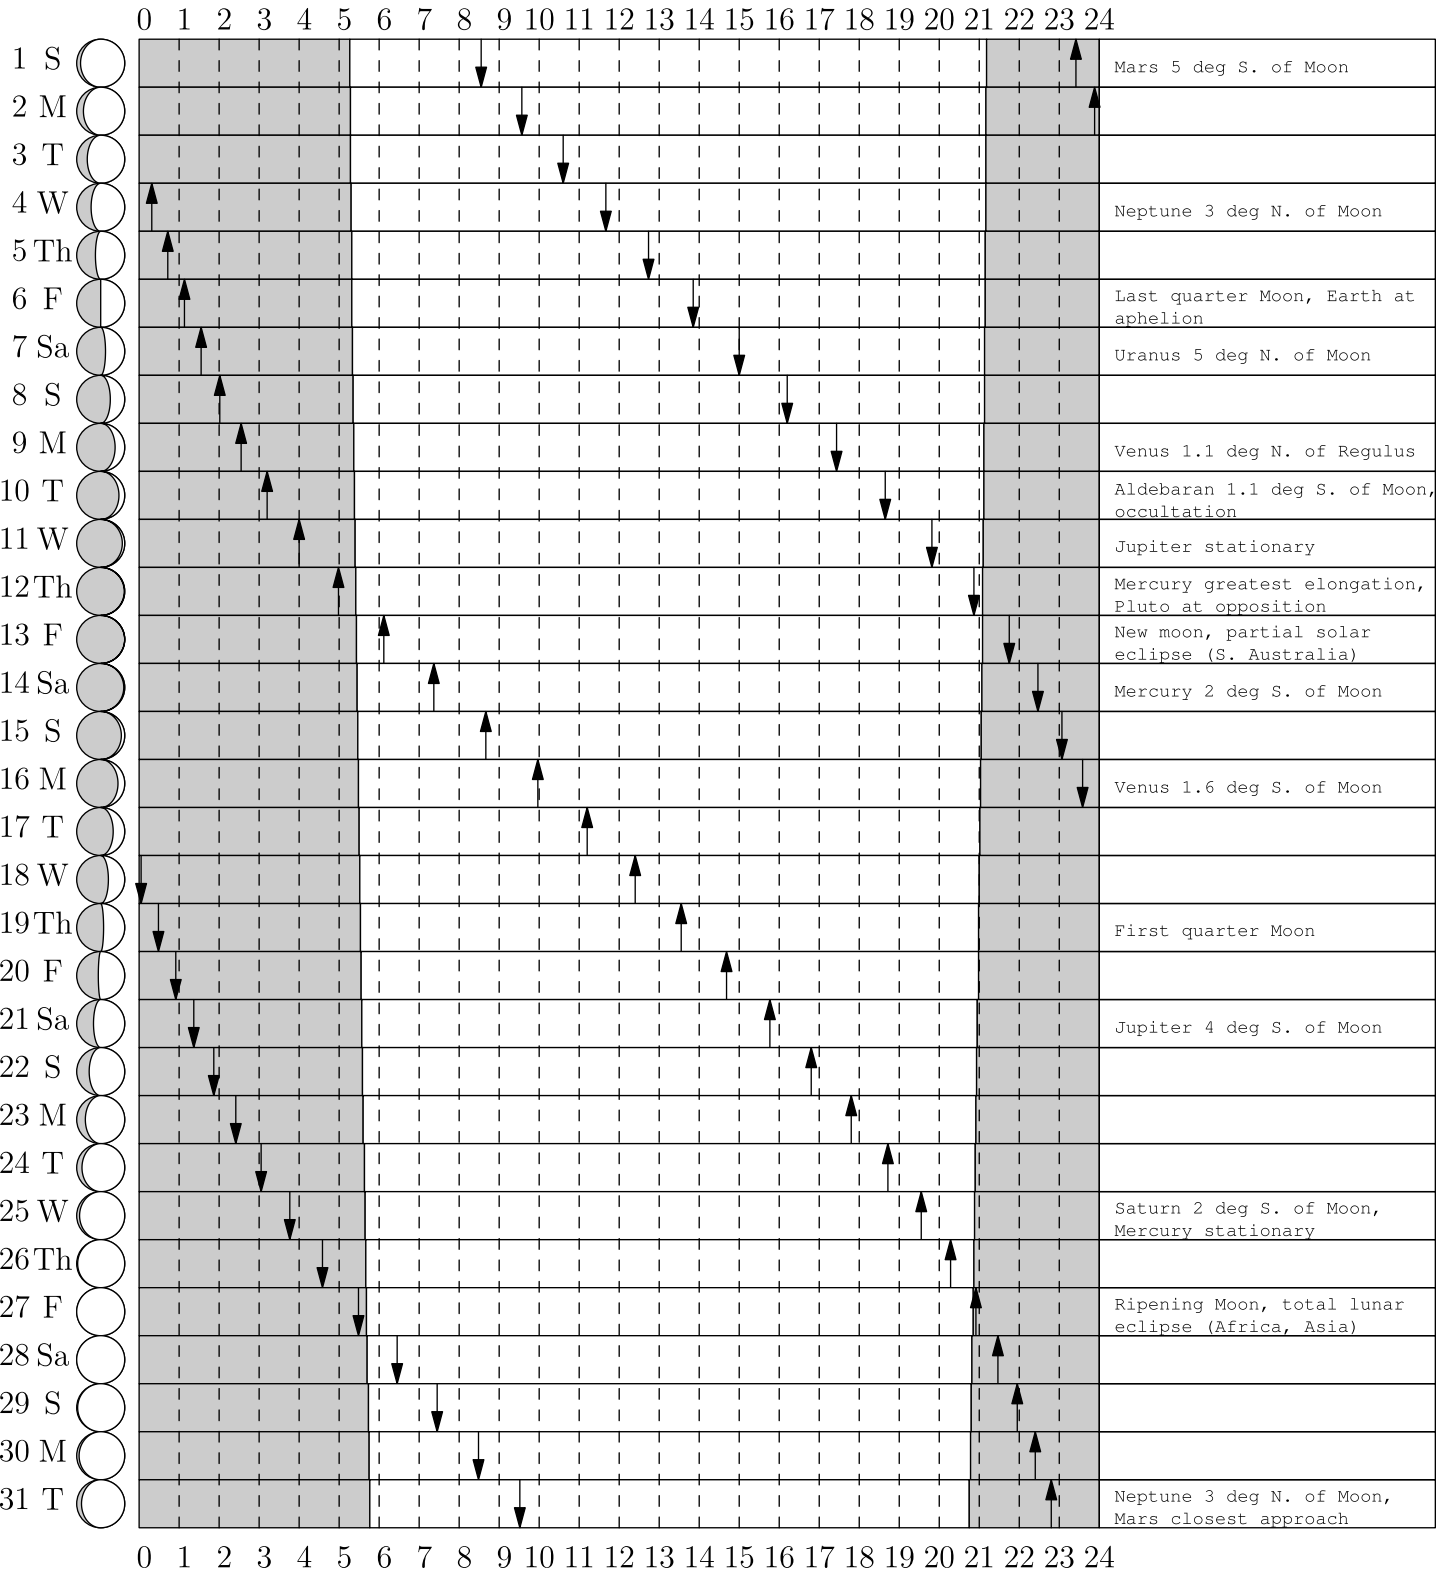 0 1 2 3 4 5 6 7 8 9 10 11 12 13 14 15 16 17 18 19 20 21 22 23 24
1 S Mars 5 deg S. of Moon
2 M
3 T
4 W Neptune 3 deg N. of Moon
5 Th
6 F Last quarter Moon, Earth at
aphelion
7 Sa Uranus 5 deg N. of Moon
8 S
9 M Venus 1.1 deg N. of Regulus
10 T Aldebaran 1.1 deg S. of Moon,
occultation
11 W Jupiter stationary
12 Th Mercury greatest elongation,
Pluto at opposition
13 F New moon, partial solar
eclipse (S. Australia)
14 Sa Mercury 2 deg S. of Moon
15 S
16 M Venus 1.6 deg S. of Moon
17 T
18 W
19 Th First quarter Moon
20 F
21 Sa Jupiter 4 deg S. of Moon
22 S
23 M
24 T
25 W Saturn 2 deg S. of Moon,
Mercury stationary
26 Th
27 F Ripening Moon, total lunar
eclipse (Africa, Asia)
28 Sa
29 S
30 M
31 T Neptune 3 deg N. of Moon,
Mars closest approach
0 1 2 3 4 5 6 7 8 9 10 11 12 13 14 15 16 17 18 19 20 21 22 23 24